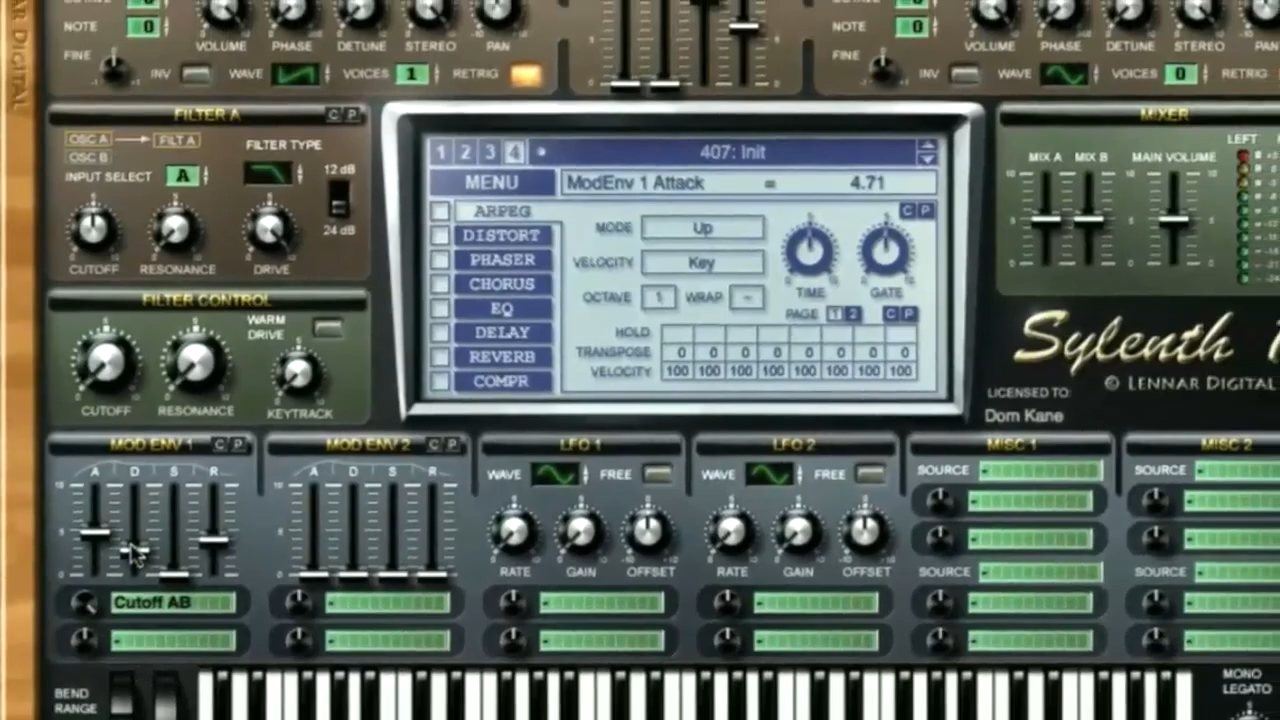 NOTE 0 VOLUME PHASE DETUNE STEREO PAN NOTE 0 VOLUME PHASE DETUNE STEREO PAN
FINE INV WAVE VOICES 1 RETRIG FINE INV WAVE VOICES 0 RETRIG
FILTER A C P
OSC A FILT A
OSC B
FILTER TYPE
INPUT SELECT A
12 dB
24 dB
CUTOFF RESONANCE DRIVE
FILTER CONTROL
WARM
DRIVE
CUTOFF RESONANCE KEYTRACK
1 2 3 4 407: Init
MENU ModEnv 1 Attack = 4.71
ARPEG
DISTORT
PHASER
CHORUS
EQ
DELAY
REVERB
COMPR
C P
MODE Up
VELOCITY Key
OCTAVE 1 WRAP -
TIME GATE
PAGE 1 2 C P
HOLD
TRANSPOSE 0 0 0 0 0 0 0 0
VELOCITY 100 100 100 100 100 100 100 100
MIXER
LEFT
MIX A MIX B MAIN VOLUME
Sylenth
© LENNAR DIGITAL
LICENSED TO:
Dom Kane
MOD ENV 1 C P MOD ENV 2 C P LFO 1 LFO 2 MISC 1 MISC 2
A D S R A D S R WAVE FREE WAVE FREE SOURCE SOURCE
RATE GAIN OFFSET RATE GAIN OFFSET SOURCE SOURCE
Cutoff AB
BEND
RANGE
MONO
LEGATO